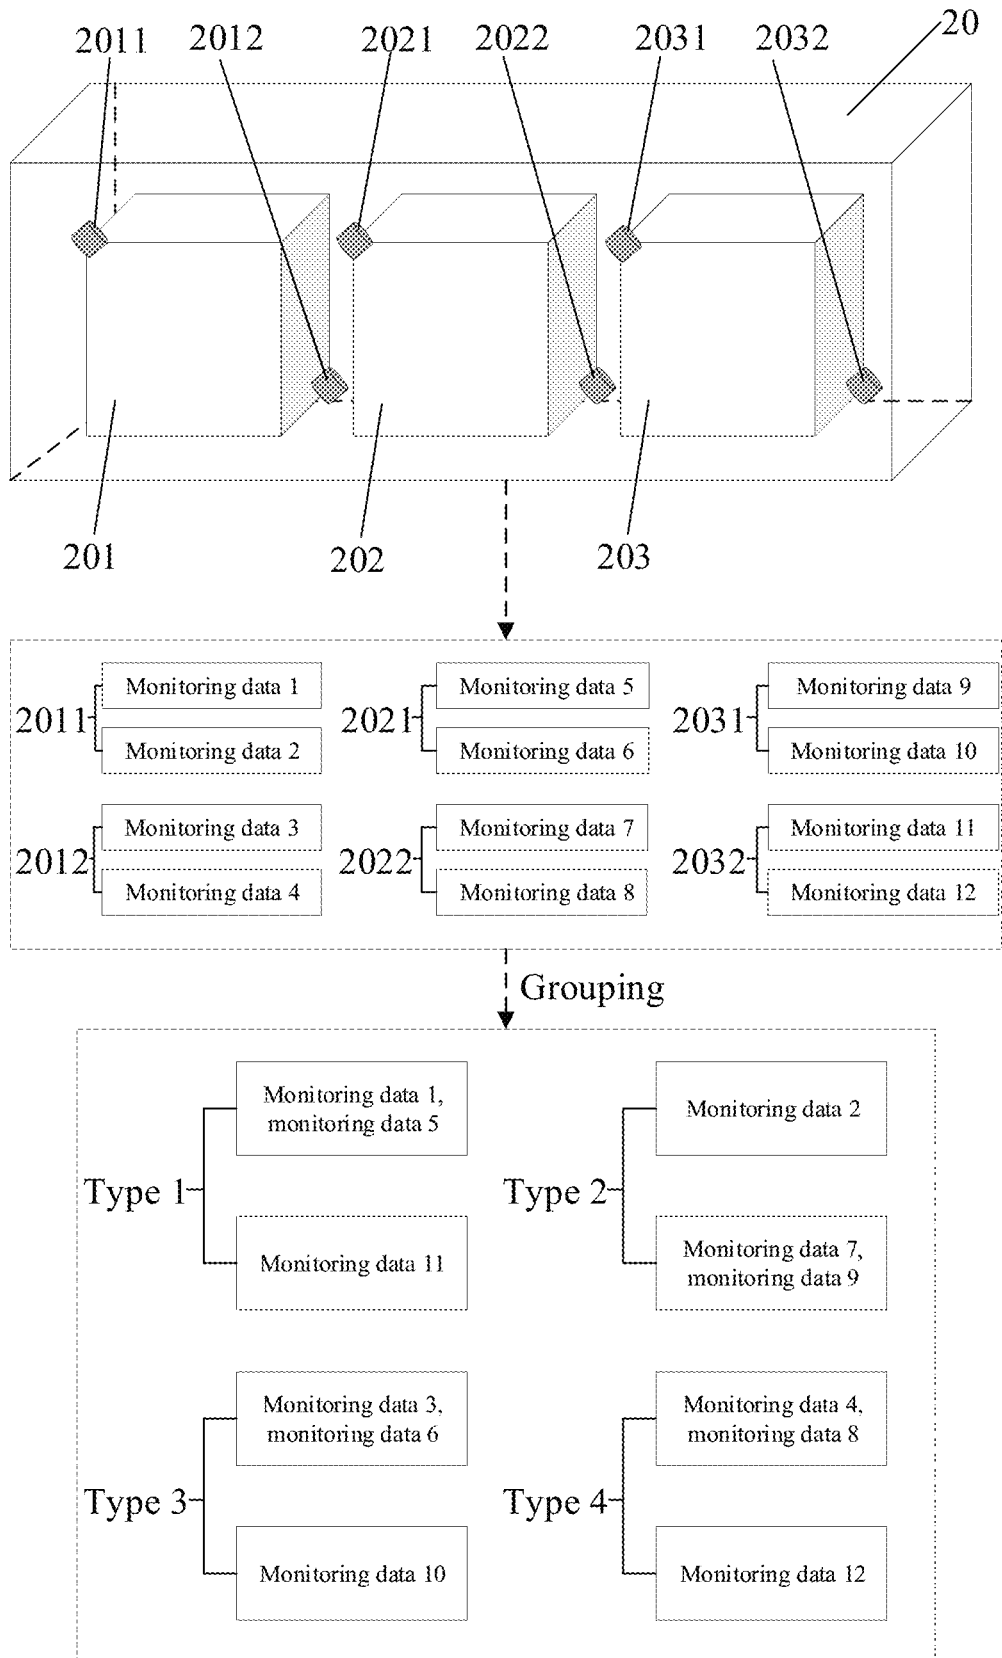 20
2011 2012 2021 2022 2031 2032
201 202 203
2011
Monitoring data 1
Monitoring data 2
2021
Monitoring data 5
Monitoring data 6
2031
Monitoring data 9
Monitoring data 10
2012
Monitoring data 3
Monitoring data 4
2022
Monitoring data 7
Monitoring data 8
2032
Monitoring data 11
Monitoring data 12
Grouping
Type 1
Monitoring data 1,
monitoring data 5
Monitoring data 11
Type 2
Monitoring data 2
Monitoring data 7,
monitoring data 9
Type 3
Monitoring data 3,
monitoring data 6
Monitoring data 10
Type 4
Monitoring data 4,
monitoring data 8
Monitoring data 12